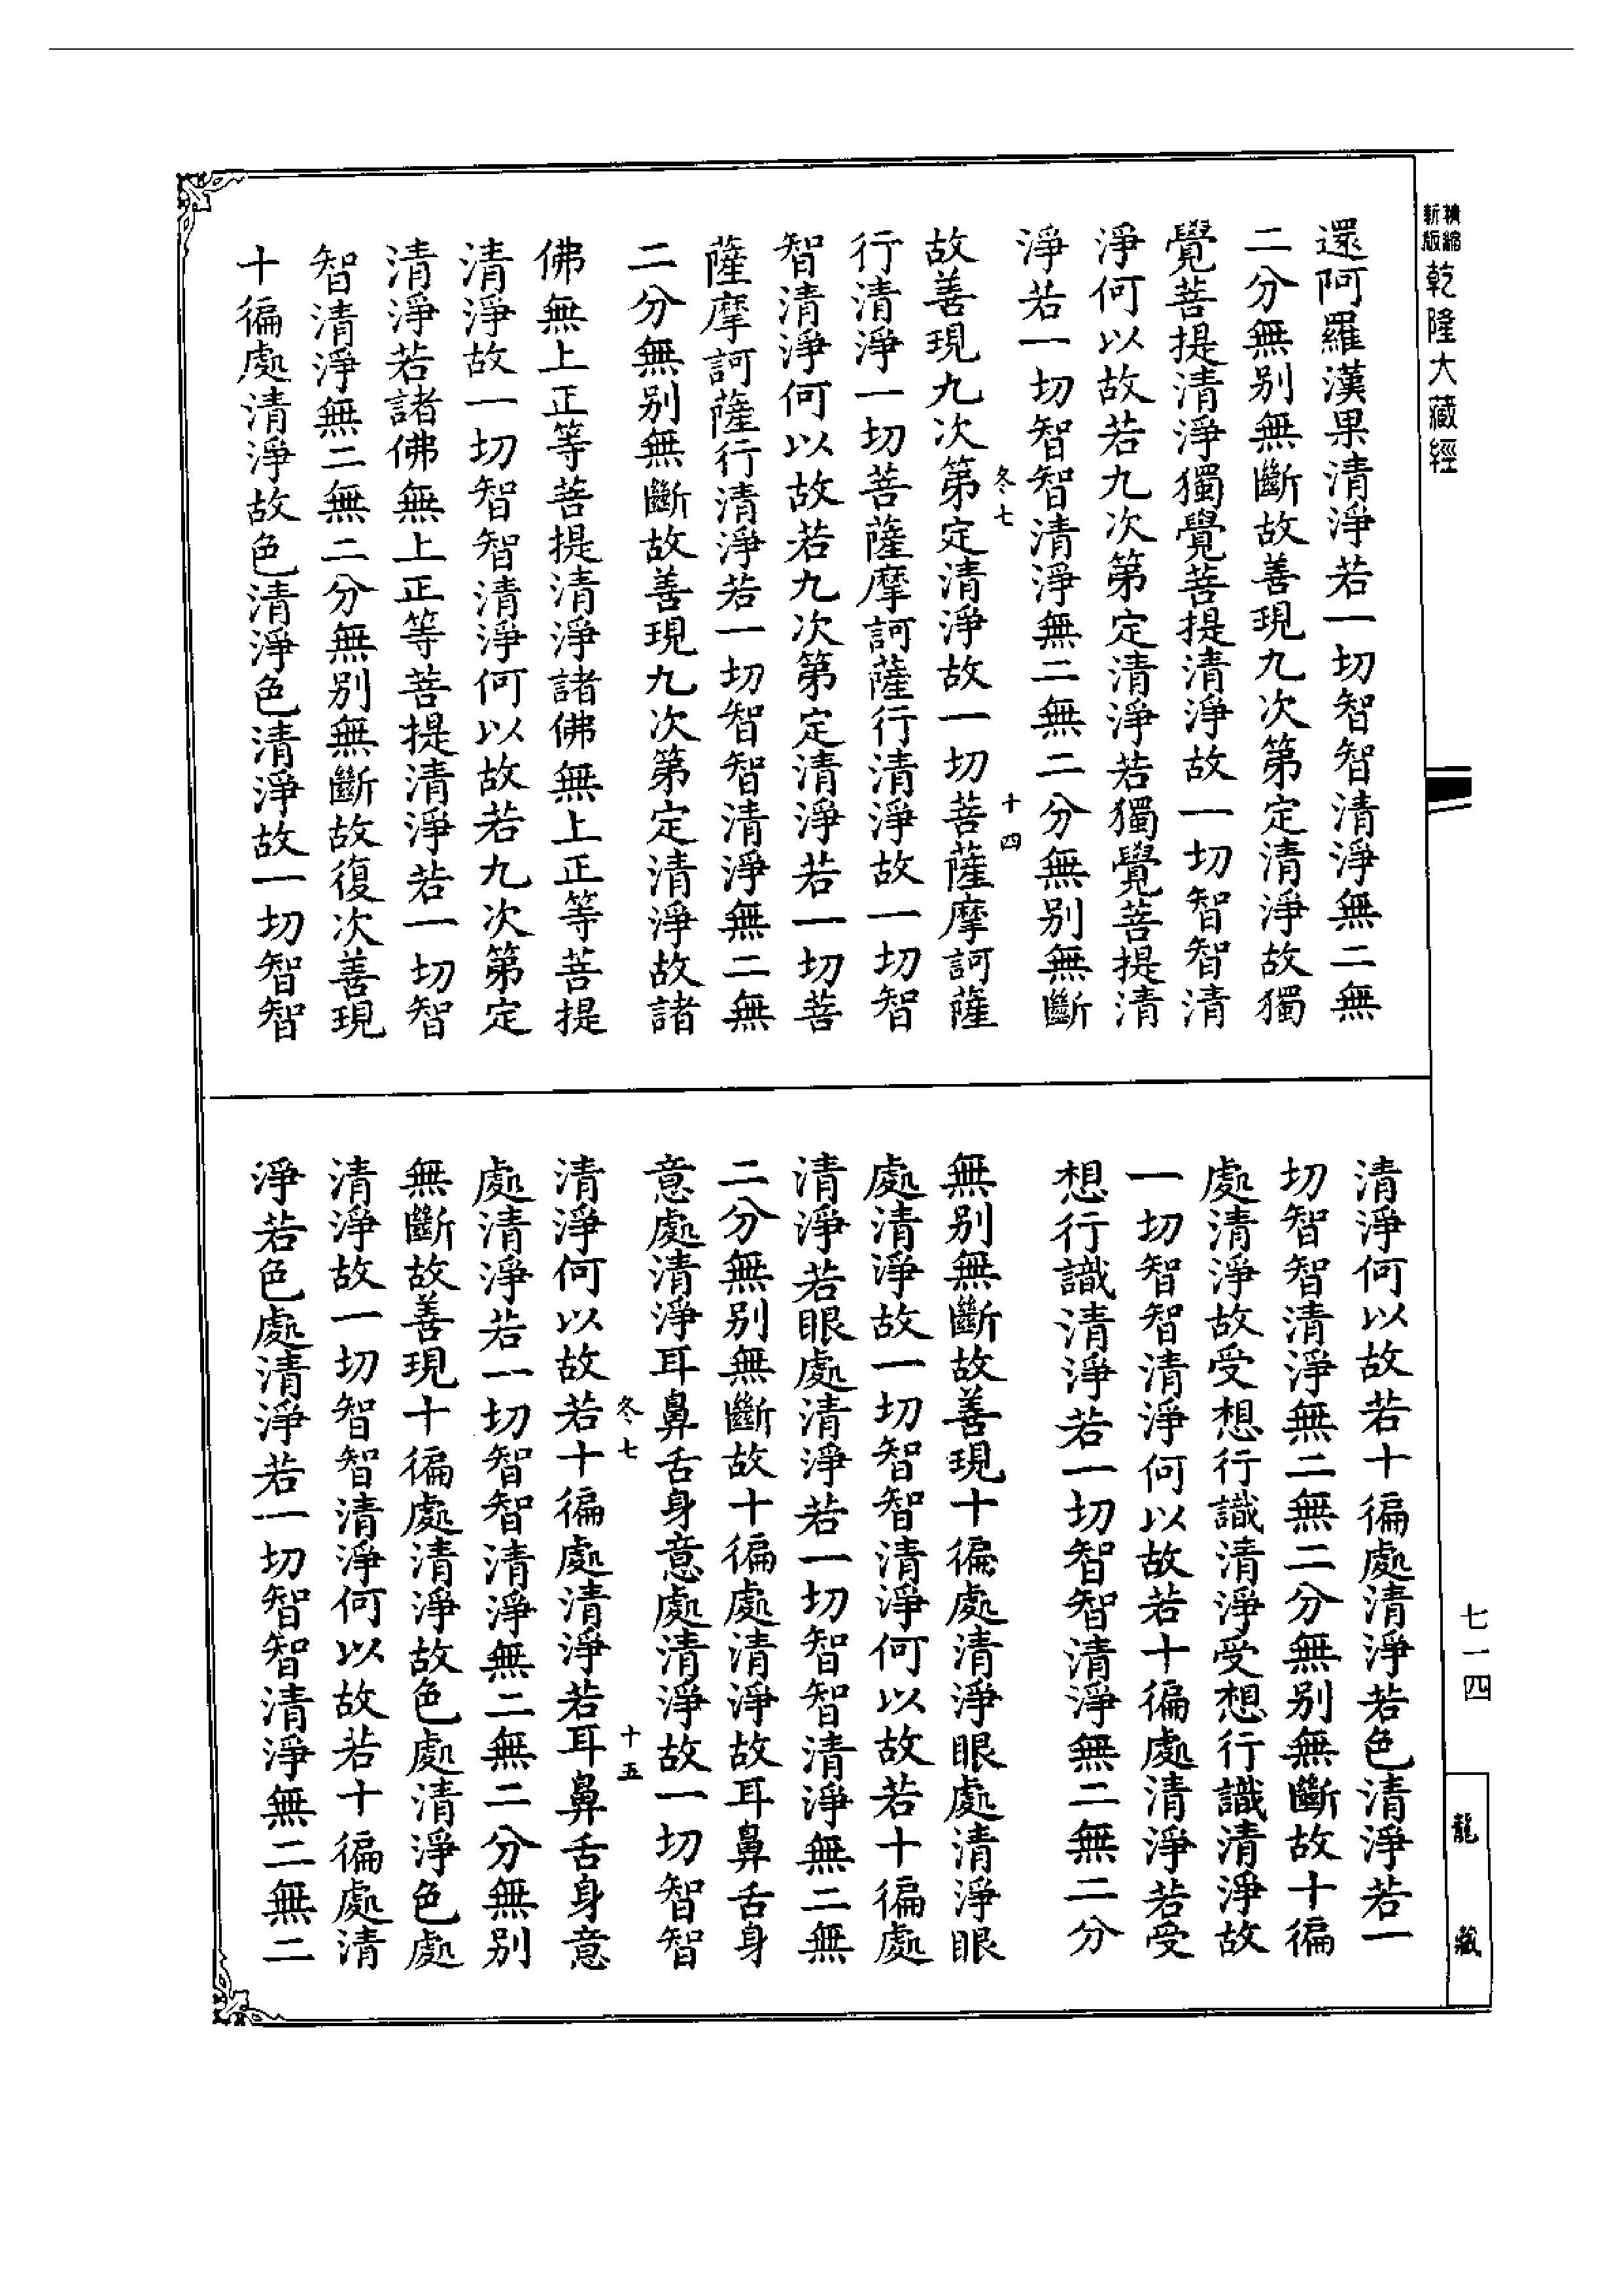 精縮新版乾隆大藏經
還阿羅漢果清淨若一切智智清淨無二無
二分無別無斷故善現九次第定清淨故獨
覺菩提清淨獨覺菩提清淨故一切智智清
淨何以故若九次第定清淨若獨覺菩提清
淨若一切智智清淨無二無二分無別無斷
冬七 十四
故善現九次第定清淨故一切菩薩摩訶薩
行清淨一切菩薩摩訶薩行清淨故一切智
智清淨何以故若九次第定清淨若一切菩
薩摩訶薩行清淨若一切智智清淨無二無
二分無別無斷故善現九次第定清淨故諸
佛無上正等菩提清淨諸佛無上正等菩提
清淨故一切智智清淨何以故若九次第定
清淨若諸佛無上正等菩提清淨若一切智
智清淨無二無二分無別無斷故復次善現
十徧處清淨故色清淨色清淨故一切智智
清淨何以故若十徧處清淨若色清淨若一
切智智清淨無二無二分無別無斷故十徧
處清淨故受想行識清淨受想行識清淨故
一切智智清淨何以故若十徧處清淨若受
想行識清淨若一切智智清淨無二無二分
無別無斷故善現十徧處清淨眼處清淨眼
處清淨故一切智智清淨何以故若十徧處
清淨若眼處清淨若一切智智清淨無二無
二分無別無斷故十徧處清淨故耳鼻舌身
意處清淨耳鼻舌身意處清淨故一切智智
冬七 十五
清淨何以故若十徧處清淨若耳鼻舌身意
處清淨若一切智智清淨無二無二分無別
無斷故善現十徧處清淨故色處清淨色處
清淨故一切智智清淨何以故若十徧處清
淨若色處清淨若一切智智清淨無二無二
七一四
龍藏